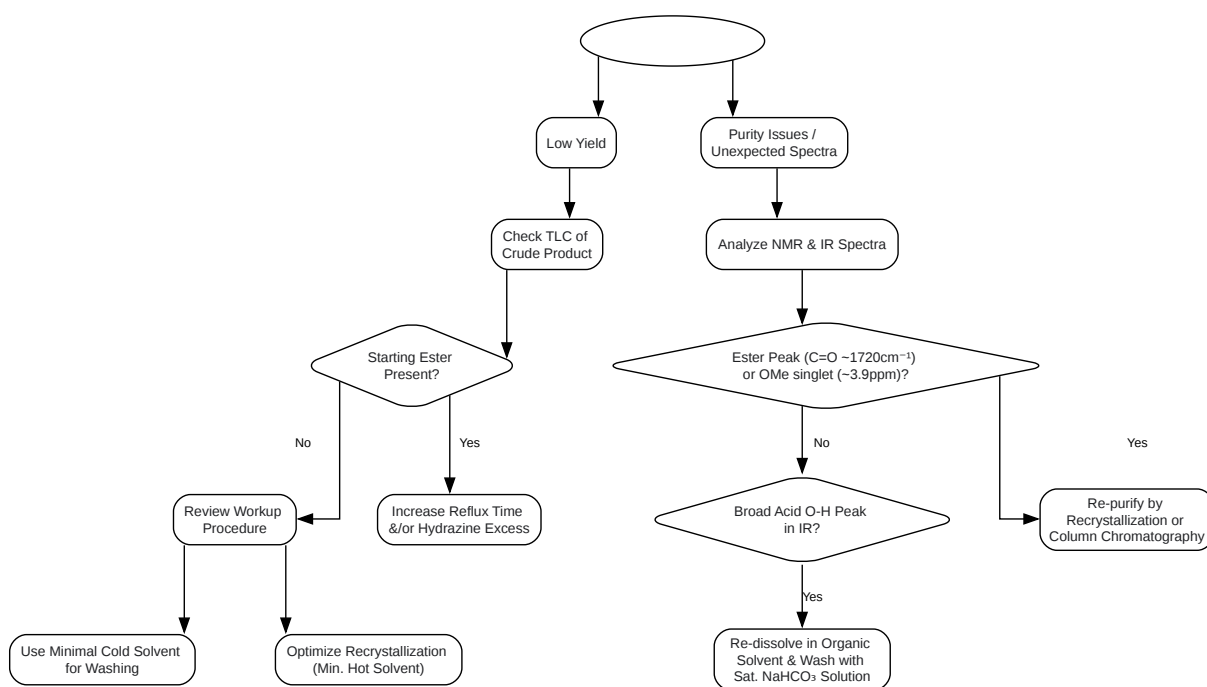 Low Yield
Purity Issues /
Unexpected Spectra
Check TLC of
Crude Product
Analyze NMR & IR Spectra
Starting Ester
Present?
Ester Peak (C=O ~1720cm⁻¹)
or OMe singlet (~3.9ppm)?
No
Yes
No
Yes
Review Workup
Procedure
Increase Reflux Time
&/or Hydrazine Excess
Broad Acid O-H Peak
in IR?
Re-purify by
Recrystallization or
Column Chromatography
Yes
Use Minimal Cold Solvent
for Washing
Optimize Recrystallization
(Min. Hot Solvent)
Re-dissolve in Organic
Solvent & Wash with
Sat. NaHCO₃ Solution